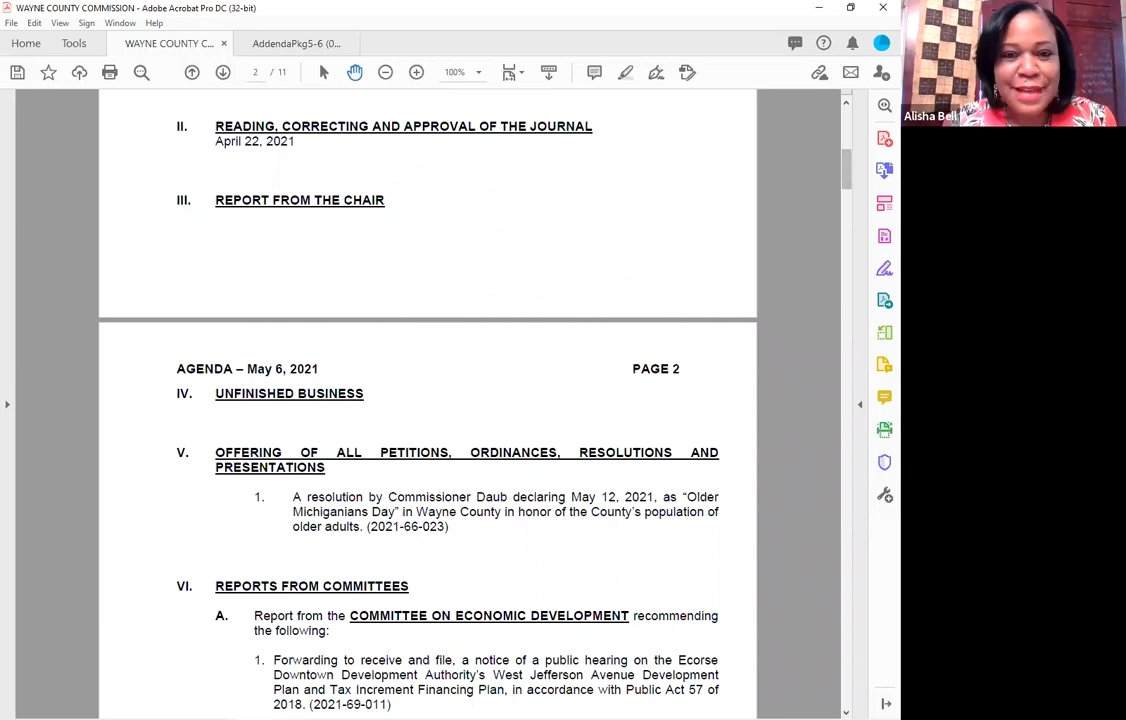 WAYNE COUNTY COMMISSION - Adobe Acrobat Pro DC (32-bit)
File Edit View Sign Window Help
Home Tools WAYNE COUNTY C... × AddendaPkg5-6 (0...
2 / 11 100%
II. READING, CORRECTING AND APPROVAL OF THE JOURNAL
April 22, 2021
III. REPORT FROM THE CHAIR
AGENDA – May 6, 2021 PAGE 2
IV. UNFINISHED BUSINESS
V. OFFERING OF ALL PETITIONS, ORDINANCES, RESOLUTIONS AND
PRESENTATIONS
1. A resolution by Commissioner Daub declaring May 12, 2021, as “Older
Michiganians Day” in Wayne County in honor of the County’s population of
older adults. (2021-66-023)
VI. REPORTS FROM COMMITTEES
A. Report from the COMMITTEE ON ECONOMIC DEVELOPMENT recommending
the following:
1. Forwarding to receive and file, a notice of a public hearing on the Ecorse
Downtown Development Authority’s West Jefferson Avenue Development
Plan and Tax Increment Financing Plan, in accordance with Public Act 57 of
2018. (2021-69-011)
Alisha Bell